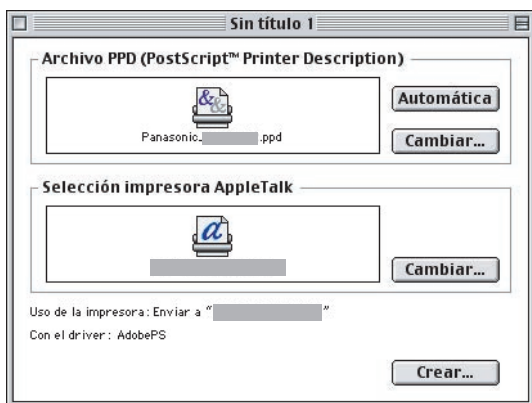 Sin título 1
Archivo PPD (PostScript™ Printer Description)
Panasonic_ .ppd
Automática
Cambiar...
Selección impresora AppleTalk
Cambiar...
Uso de la impresora: Enviar a “ ”
Con el driver: AdobePS
Crear...